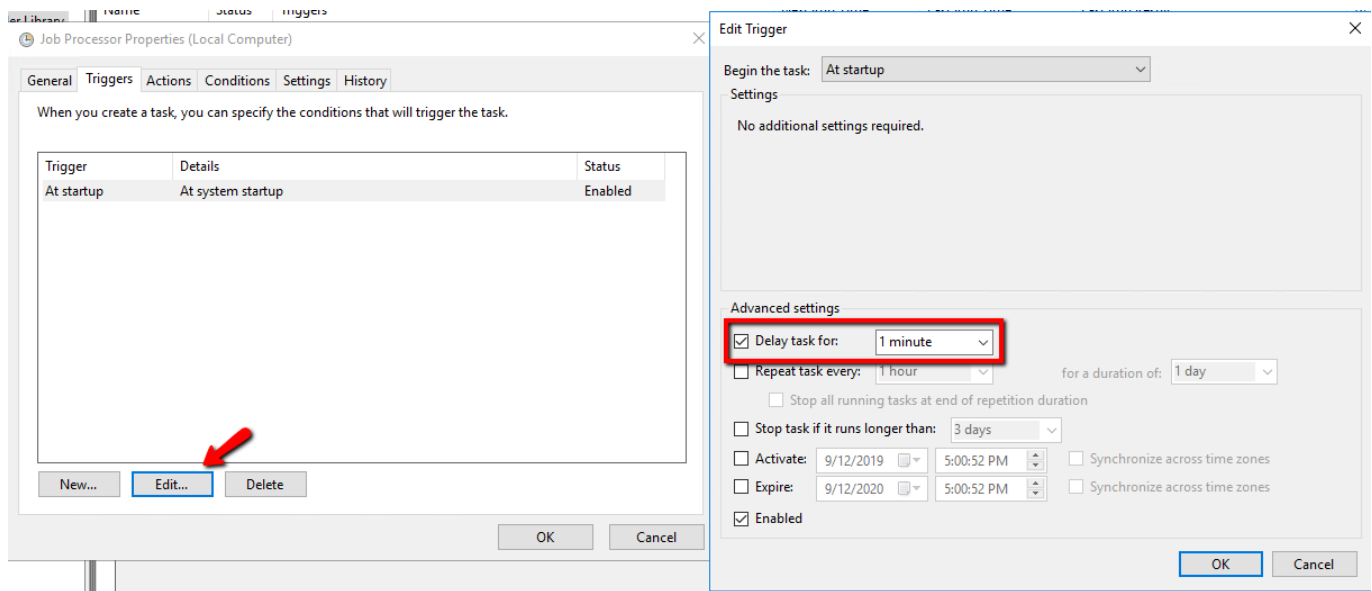 er Library
Name Status Triggers
Job Processor Properties (Local Computer)
General Triggers Actions Conditions Settings History
When you create a task, you can specify the conditions that will trigger the task.
Trigger Details Status
At startup At system startup Enabled
New... Edit... Delete
OK Cancel
Edit Trigger
Begin the task: At startup
Settings
No additional settings required.
Advanced settings
Delay task for: 1 minute
Repeat task every: 1 hour for a duration of: 1 day
Stop all running tasks at end of repetition duration
Stop task if it runs longer than: 3 days
Activate: 9/12/2019 5:00:52 PM Synchronize across time zones
Expire: 9/12/2020 5:00:52 PM Synchronize across time zones
Enabled
OK Cancel